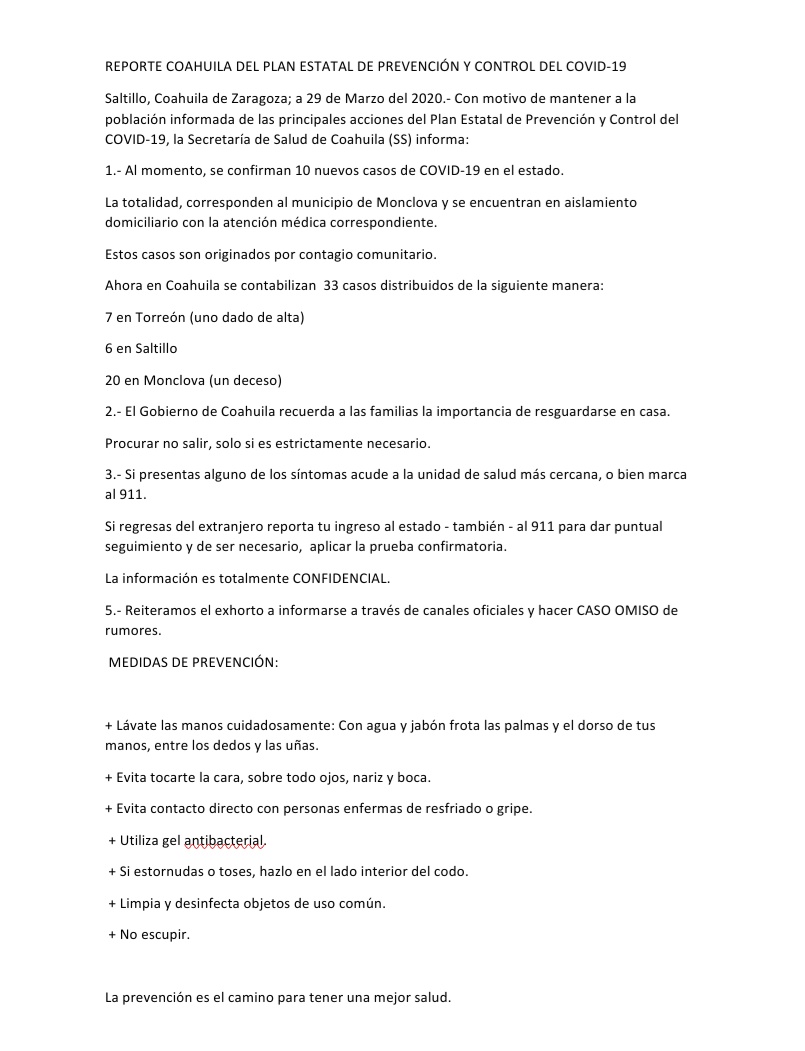 REPORTE COAHUILA DEL PLAN ESTATAL DE PREVENCIÓN Y CONTROL DEL COVID-19
Saltillo, Coahuila de Zaragoza; a 29 de Marzo del 2020.- Con motivo de mantener a la
población informada de las principales acciones del Plan Estatal de Prevención y Control del
COVID-19, la Secretaría de Salud de Coahuila (SS) informa:
1.- Al momento, se confirman 10 nuevos casos de COVID-19 en el estado.
La totalidad, corresponden al municipio de Monclova y se encuentran en aislamiento
domiciliario con la atención médica correspondiente.
Estos casos son originados por contagio comunitario.
Ahora en Coahuila se contabilizan  33 casos distribuidos de la siguiente manera:
7 en Torreón (uno dado de alta)
6 en Saltillo
20 en Monclova (un deceso)
2.- El Gobierno de Coahuila recuerda a las familias la importancia de resguardarse en casa.
Procurar no salir, solo si es estrictamente necesario.
3.- Si presentas alguno de los síntomas acude a la unidad de salud más cercana, o bien marca
al 911.
Si regresas del extranjero reporta tu ingreso al estado - también - al 911 para dar puntual
seguimiento y de ser necesario,  aplicar la prueba confirmatoria.
La información es totalmente CONFIDENCIAL.
5.- Reiteramos el exhorto a informarse a través de canales oficiales y hacer CASO OMISO de
rumores.
MEDIDAS DE PREVENCIÓN:
+ Lávate las manos cuidadosamente: Con agua y jabón frota las palmas y el dorso de tus
manos, entre los dedos y las uñas.
+ Evita tocarte la cara, sobre todo ojos, nariz y boca.
+ Evita contacto directo con personas enfermas de resfriado o gripe.
+ Utiliza gel antibacterial.
+ Si estornudas o toses, hazlo en el lado interior del codo.
+ Limpia y desinfecta objetos de uso común.
+ No escupir.
La prevención es el camino para tener una mejor salud.